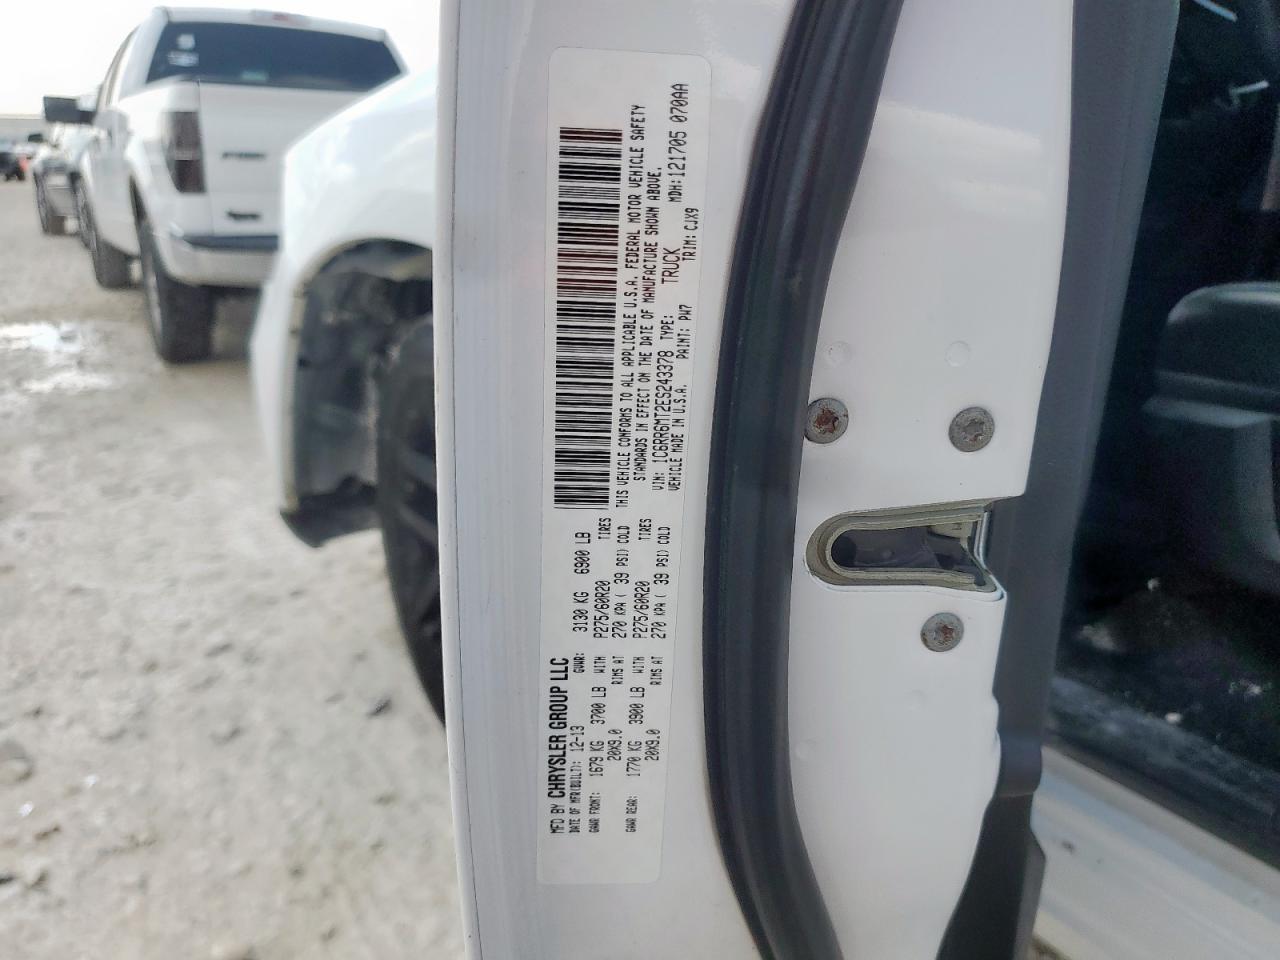 MFD BY CHRYSLER GROUP LLC
DATE OF MFR(BUILT): 12-13 GVWR: 3130 KG 6900 LB
GAWR FRONT: 1679 KG 3700 LB WITH P275/60R20 TIRES
20X9.0 RIMS AT 270 KPA ( 39 PSI) COLD
GAWR REAR: 1770 KG 3900 LB WITH P275/60R20 TIRES
20X9.0 RIMS AT 270 KPA ( 39 PSI) COLD
THIS VEHICLE CONFORMS TO ALL APPLICABLE U.S.A. FEDERAL MOTOR VEHICLE SAFETY
STANDARDS IN EFFECT ON THE DATE OF MANUFACTURE SHOWN ABOVE.
VIN: 1C6RR6MT2ES243378 TYPE: TRUCK MDH:121705 070AA
VEHICLE MADE IN U.S.A. PAINT: PW7 TRIM: CJX9